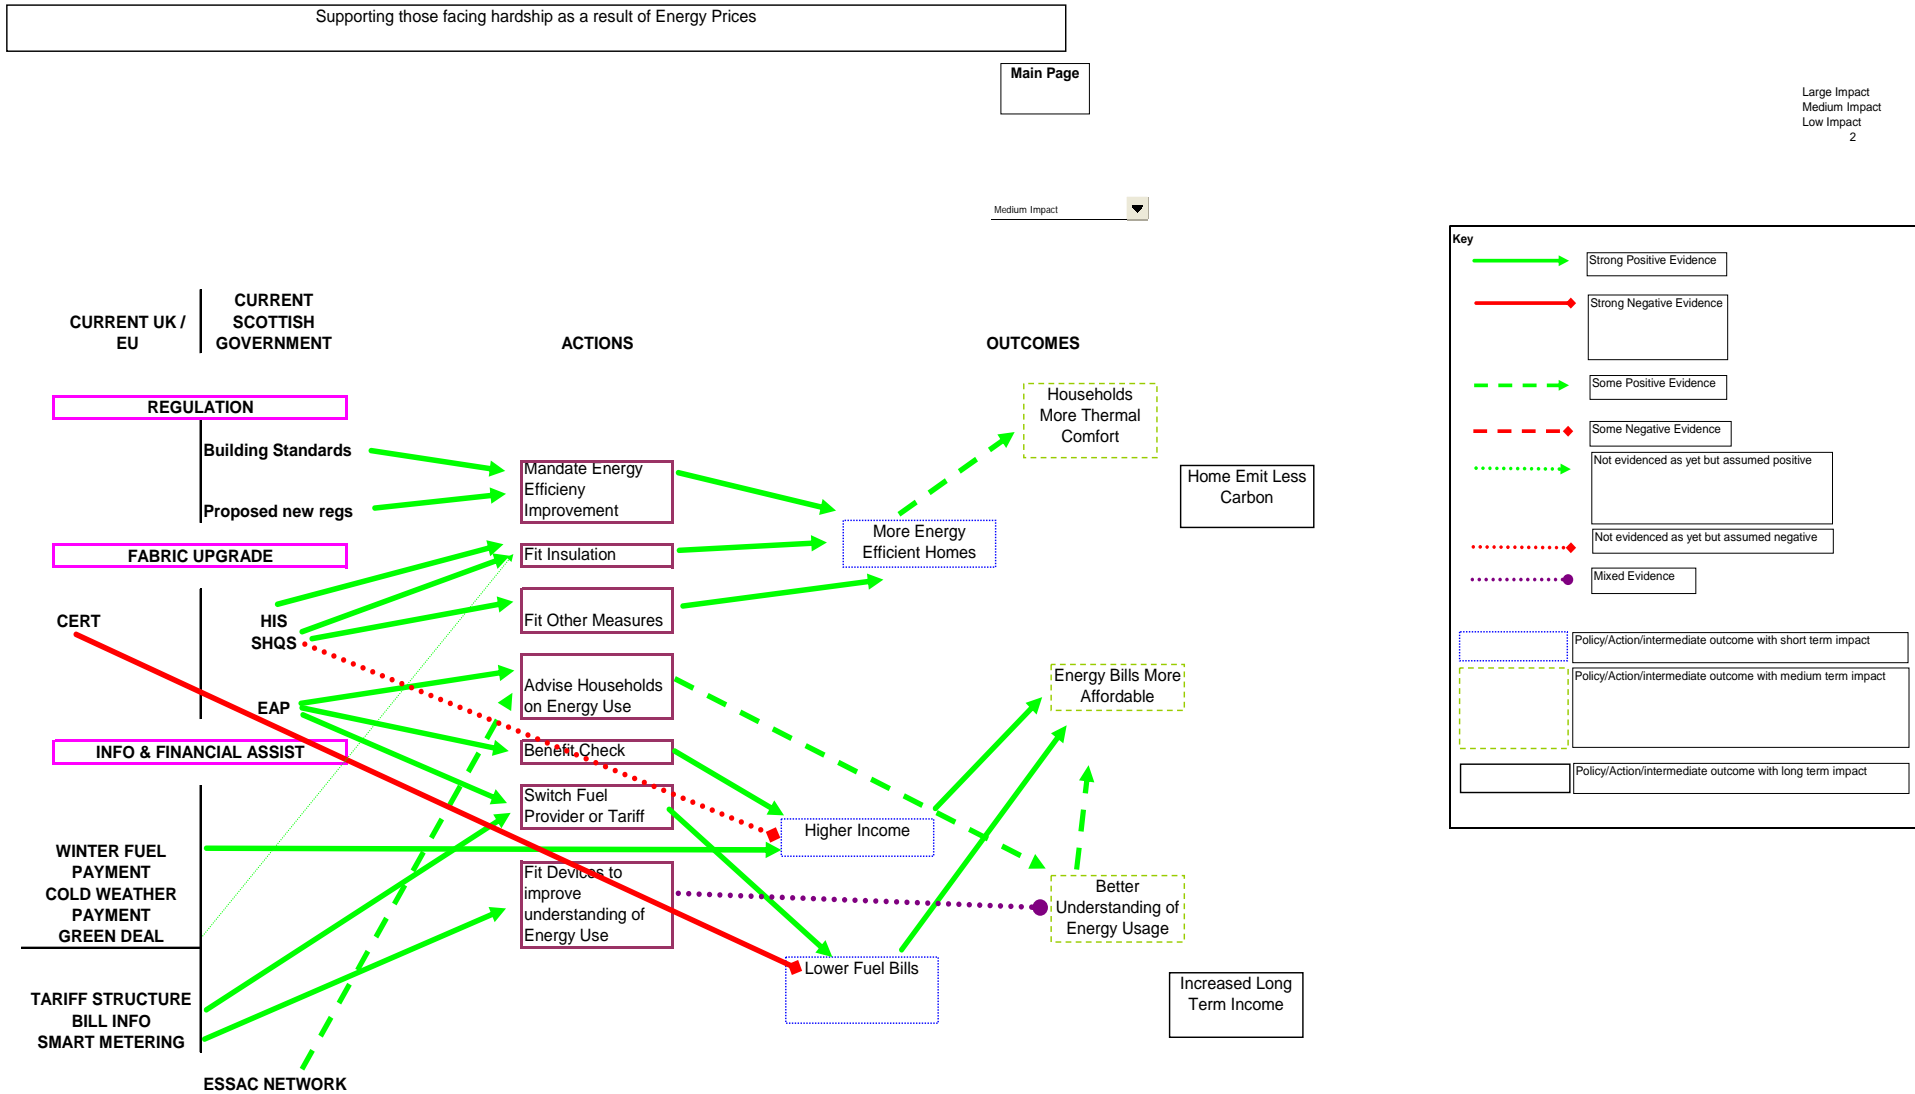 Supporting those facing hardship as a result of Energy Prices
Main Page
Large Impact
Medium Impact
Low Impact
2
Medium Impact
Key
Strong Positive Evidence
Strong Negative Evidence
Some Positive Evidence
Some Negative Evidence
Not evidenced as yet but assumed positive
Not evidenced as yet but assumed negative
Mixed Evidence
Policy/Action/intermediate outcome with short term impact
Policy/Action/intermediate outcome with medium term impact
Policy/Action/intermediate outcome with long term impact
CURRENT UK /
EU
CURRENT
SCOTTISH
GOVERNMENT
ACTIONS
OUTCOMES
REGULATION
Building Standards
Proposed new regs
FABRIC UPGRADE
CERT
HIS
SHQS
EAP
INFO & FINANCIAL ASSIST
WINTER FUEL
PAYMENT
COLD WEATHER
PAYMENT
GREEN DEAL
TARIFF STRUCTURE
BILL INFO
SMART METERING
ESSAC NETWORK
Mandate Energy
Efficieny
Improvement
Fit Insulation
Fit Other Measures
Advise Households
on Energy Use
Benefit Check
Switch Fuel
Provider or Tariff
Fit Devices to
improve
understanding of
Energy Use
More Energy
Efficient Homes
Higher Income
Lower Fuel Bills
Households
More Thermal
Comfort
Energy Bills More
Affordable
Better
Understanding of
Energy Usage
Home Emit Less
Carbon
Increased Long
Term Income